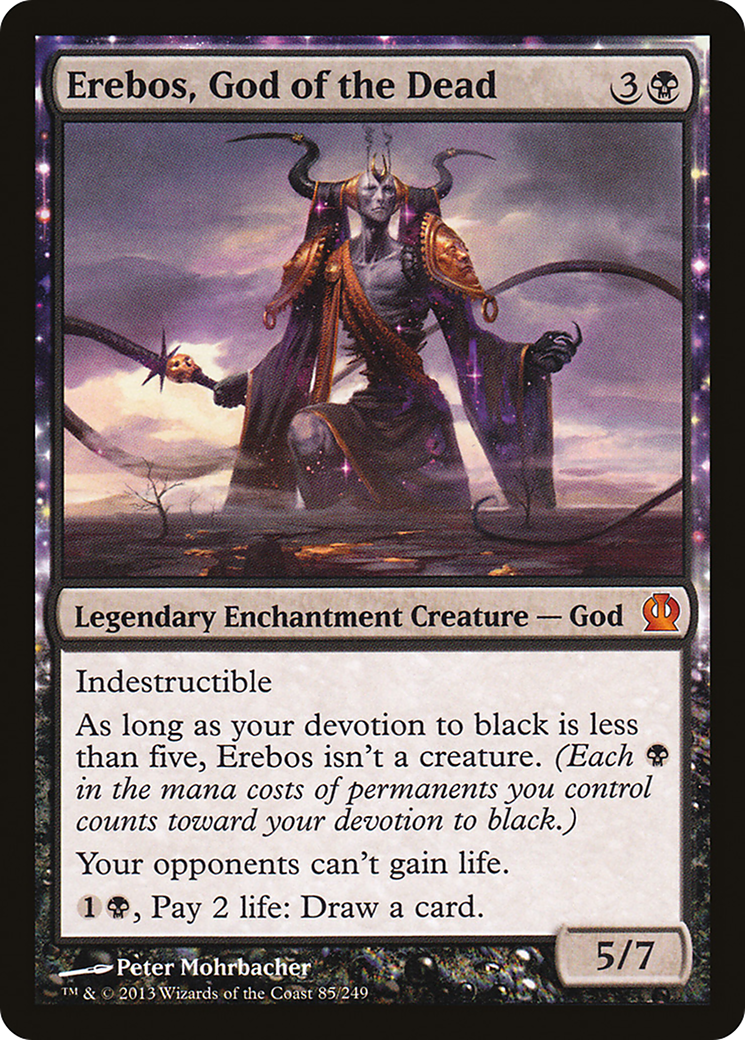 Erebos, God of the Dead 3
Legendary Enchantment Creature — God
Indestructible
As long as your devotion to black is less
than five, Erebos isn't a creature. (Each
in the mana costs of permanents you control
counts toward your devotion to black.)
Your opponents can't gain life.
1, Pay 2 life: Draw a card.
5/7
Peter Mohrbacher
™ & © 2013 Wizards of the Coast 85/249